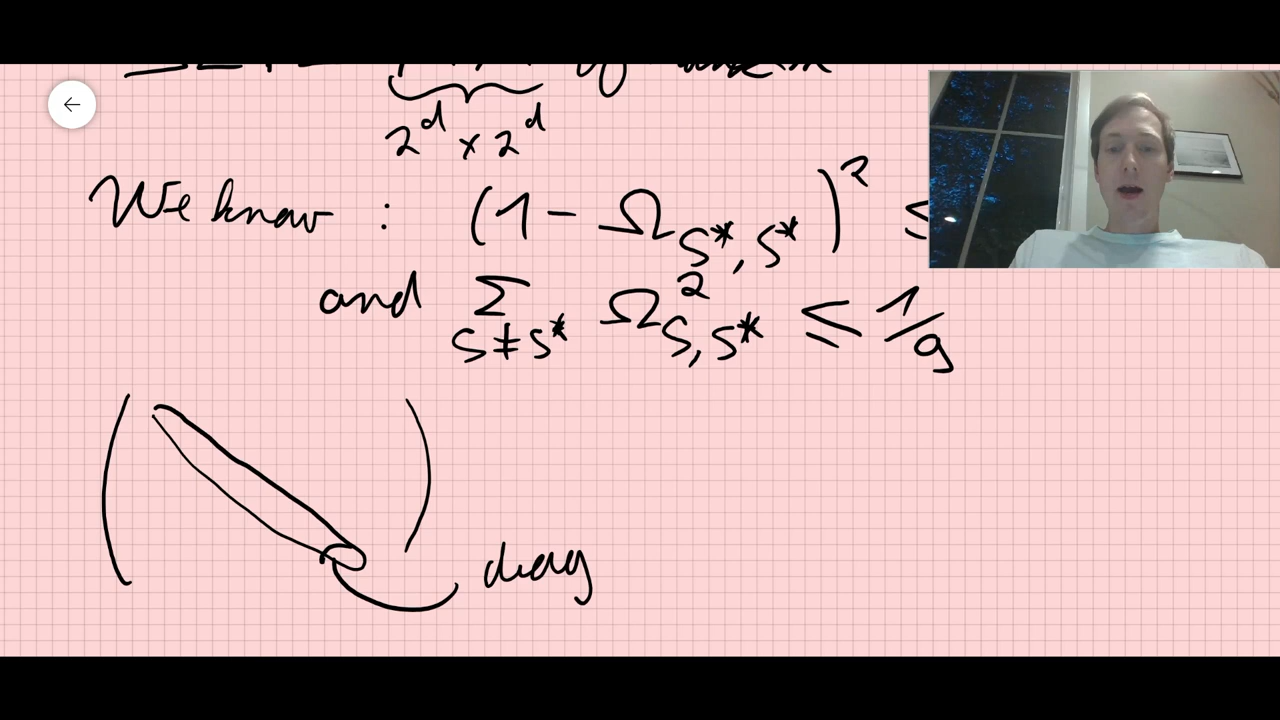 2^d × 2^d
We know : (1 - Ω_{S*, S*})^2 ≤
and Σ_{S≠S*} Ω^2_{S, S*} ≤ 1/9
diag